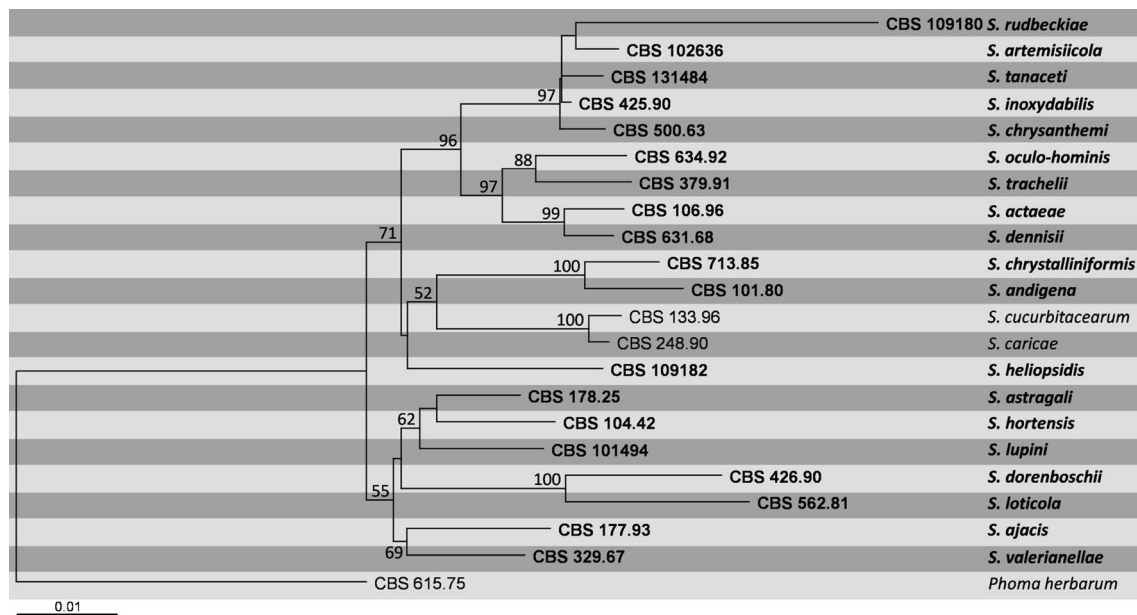 CBS 109180 S. rudbeckiae
CBS 102636 S. artemisiicola
CBS 131484 S. tanaceti
97 CBS 425.90 S. inoxydabilis
CBS 500.63 S. chrysanthemi
96
88 CBS 634.92 S. oculo-hominis
97 CBS 379.91 S. trachelii
99 CBS 106.96 S. actaeae
71 CBS 631.68 S. dennisii
100 CBS 713.85 S. chrystalliniformis
52 CBS 101.80 S. andigena
100 CBS 133.96 S. cucurbitacearum
CBS 248.90 S. caricae
CBS 109182 S. heliopsidis
CBS 178.25 S. astragali
62 CBS 104.42 S. hortensis
CBS 101494 S. lupini
100 CBS 426.90 S. dorenboschii
55 CBS 562.81 S. loticola
CBS 177.93 S. ajacis
69 CBS 329.67 S. valerianellae
CBS 615.75 Phoma herbarum
0.01